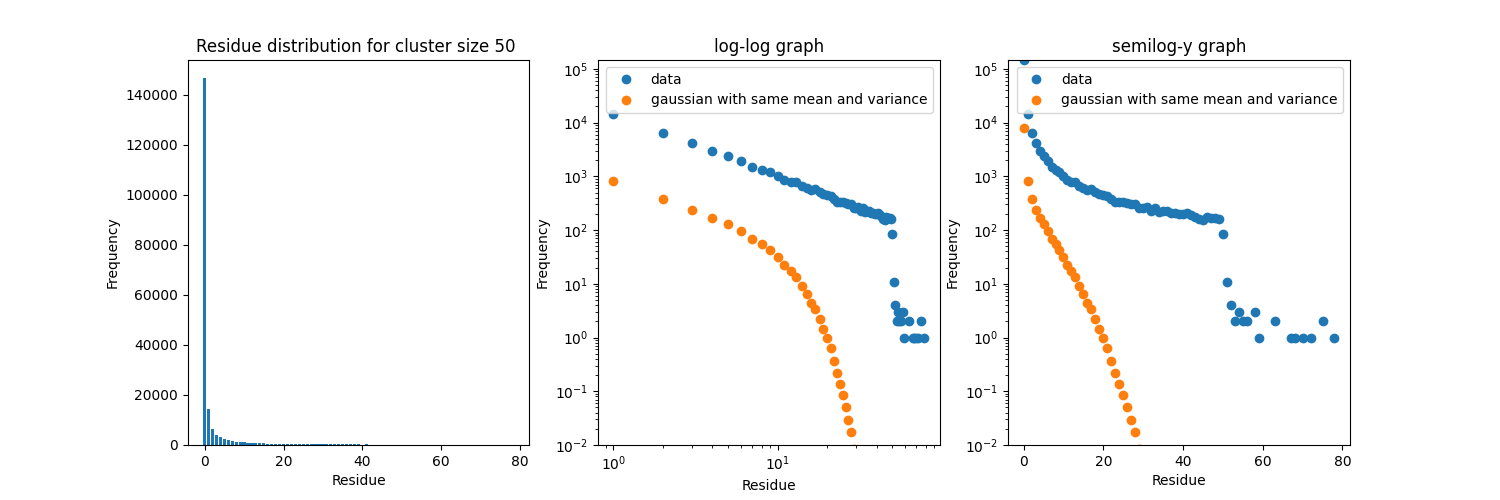 Residue distribution for cluster size 50
140000
120000
100000
80000
60000
40000
20000
0
Frequency
0 20 40 60 80
Residue
log-log graph
data
gaussian with same mean and variance
10^5
10^4
10^3
10^2
10^1
10^0
10^-1
10^-2
Frequency
10^0 10^1
Residue
semilog-y graph
data
gaussian with same mean and variance
10^5
10^4
10^3
10^2
10^1
10^0
10^-1
10^-2
Frequency
0 20 40 60 80
Residue